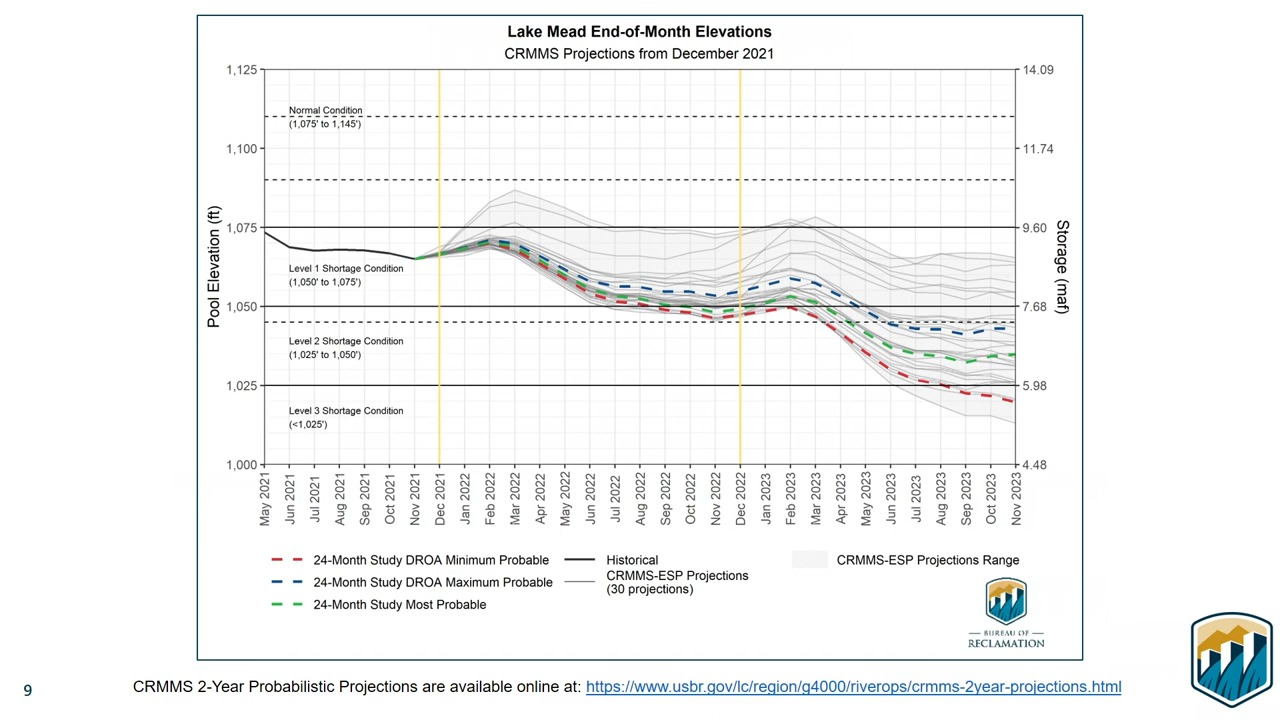 Lake Mead End-of-Month Elevations
CRMMS Projections from December 2021
Pool Elevation (ft)
1,125
1,100
1,075
1,050
1,025
1,000
Normal Condition
(1,075' to 1,145')
Level 1 Shortage Condition
(1,050' to 1,075')
Level 2 Shortage Condition
(1,025' to 1,050')
Level 3 Shortage Condition
(<1,025')
14.09
11.74
9.60
7.68
5.98
4.48
Storage (maf)
May 2021
Jun 2021
Jul 2021
Aug 2021
Sep 2021
Oct 2021
Nov 2021
Dec 2021
Jan 2022
Feb 2022
Mar 2022
Apr 2022
May 2022
Jun 2022
Jul 2022
Aug 2022
Sep 2022
Oct 2022
Nov 2022
Dec 2022
Jan 2023
Feb 2023
Mar 2023
Apr 2023
May 2023
Jun 2023
Jul 2023
Aug 2023
Sep 2023
Oct 2023
Nov 2023
24-Month Study DROA Minimum Probable
24-Month Study DROA Maximum Probable
24-Month Study Most Probable
Historical
CRMMS-ESP Projections
(30 projections)
CRMMS-ESP Projections Range
BUREAU OF
RECLAMATION
9
CRMMS 2-Year Probabilistic Projections are available online at: https://www.usbr.gov/lc/region/g4000/riverops/crmms-2year-projections.html